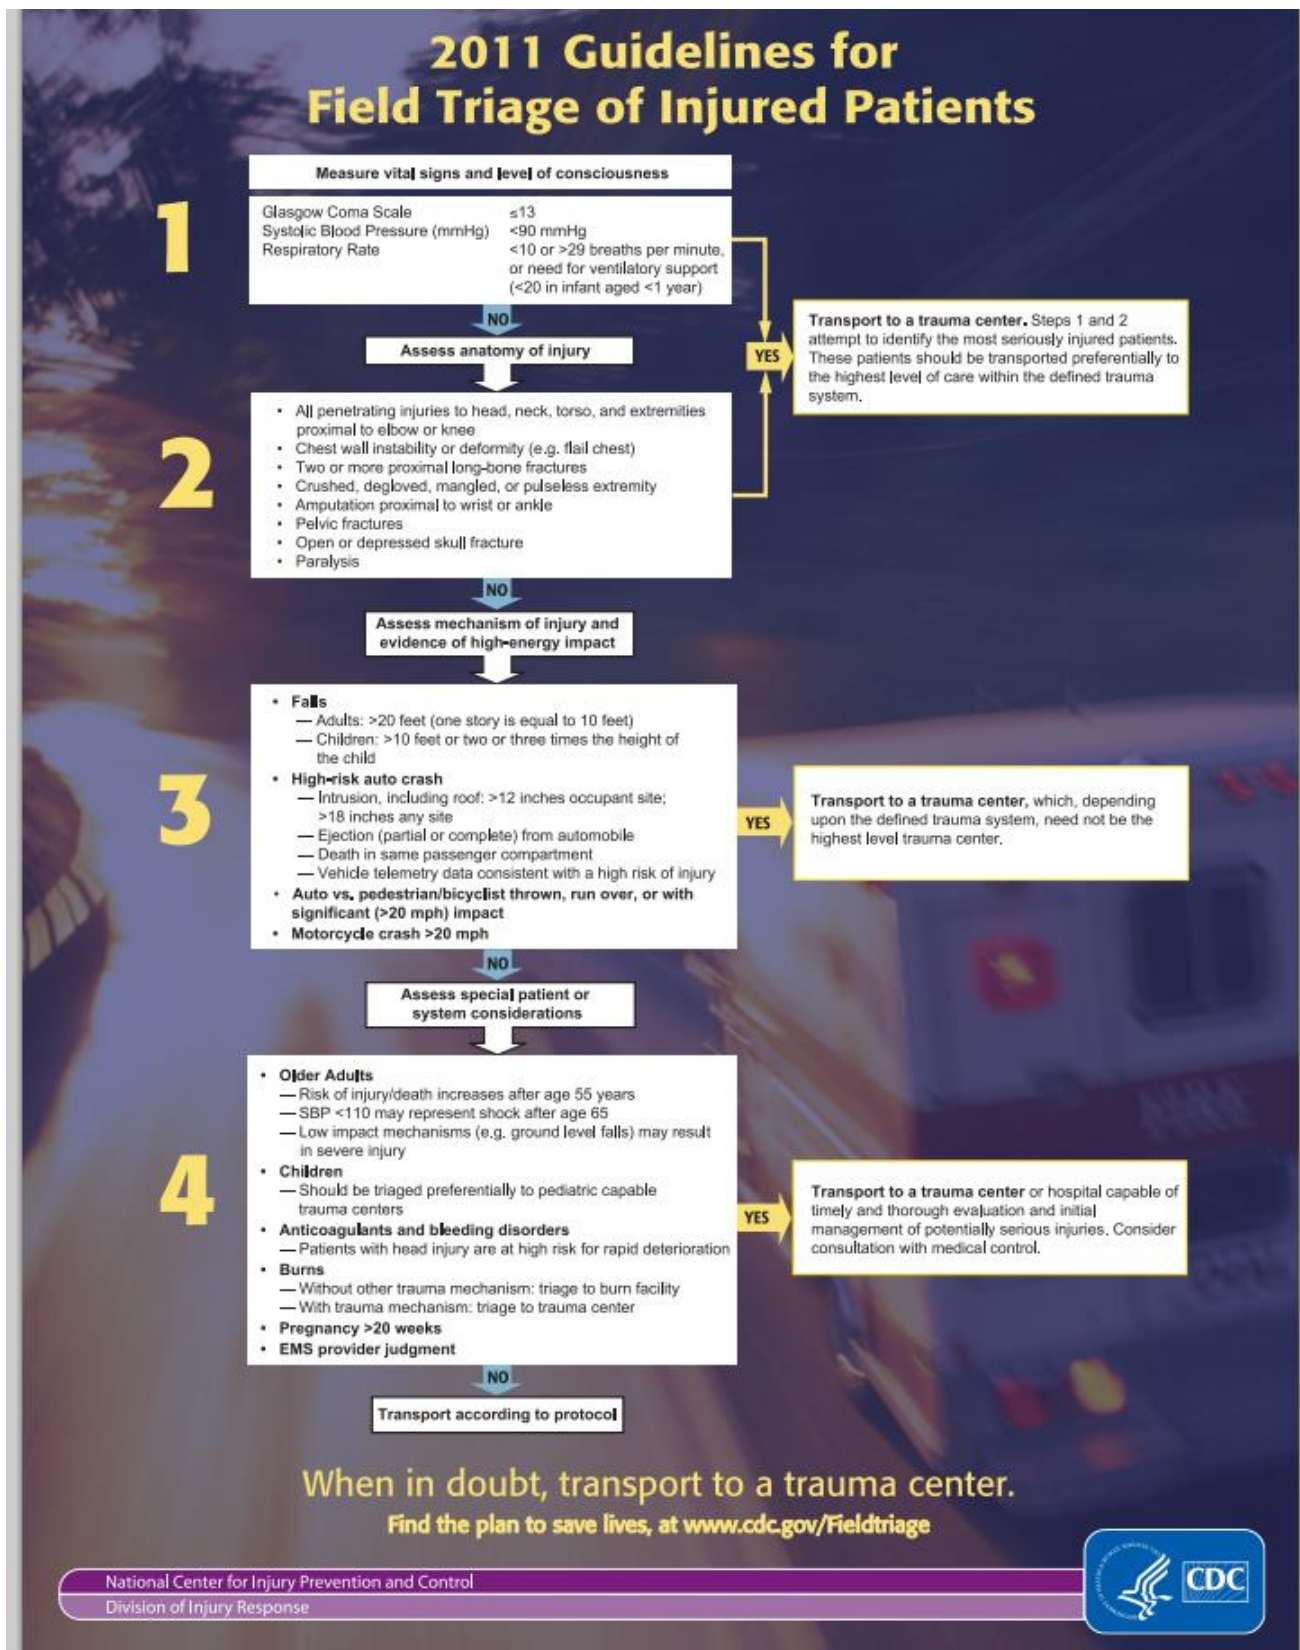 2011 Guidelines for
Field Triage of Injured Patients
1
Measure vital signs and level of consciousness
Glasgow Coma Scale ≤13
Systolic Blood Pressure (mmHg) <90 mmHg
Respiratory Rate <10 or >29 breaths per minute,
or need for ventilatory support
(<20 in infant aged <1 year)
NO
YES
Transport to a trauma center. Steps 1 and 2
attempt to identify the most seriously injured patients.
These patients should be transported preferentially to
the highest level of care within the defined trauma
system.
Assess anatomy of injury
2
• All penetrating injuries to head, neck, torso, and extremities
proximal to elbow or knee
• Chest wall instability or deformity (e.g. flail chest)
• Two or more proximal long-bone fractures
• Crushed, degloved, mangled, or pulseless extremity
• Amputation proximal to wrist or ankle
• Pelvic fractures
• Open or depressed skull fracture
• Paralysis
NO
Assess mechanism of injury and
evidence of high-energy impact
3
• Falls
— Adults: >20 feet (one story is equal to 10 feet)
— Children: >10 feet or two or three times the height of
the child
• High-risk auto crash
— Intrusion, including roof: >12 inches occupant site;
>18 inches any site
— Ejection (partial or complete) from automobile
— Death in same passenger compartment
— Vehicle telemetry data consistent with a high risk of injury
• Auto vs. pedestrian/bicyclist thrown, run over, or with
significant (>20 mph) impact
• Motorcycle crash >20 mph
YES
Transport to a trauma center, which, depending
upon the defined trauma system, need not be the
highest level trauma center.
NO
Assess special patient or
system considerations
4
• Older Adults
— Risk of injury/death increases after age 55 years
— SBP <110 may represent shock after age 65
— Low impact mechanisms (e.g. ground level falls) may result
in severe injury
• Children
— Should be triaged preferentially to pediatric capable
trauma centers
• Anticoagulants and bleeding disorders
— Patients with head injury are at high risk for rapid deterioration
• Burns
— Without other trauma mechanism: triage to burn facility
— With trauma mechanism: triage to trauma center
• Pregnancy >20 weeks
• EMS provider judgment
YES
Transport to a trauma center or hospital capable of
timely and thorough evaluation and initial
management of potentially serious injuries. Consider
consultation with medical control.
NO
Transport according to protocol
When in doubt, transport to a trauma center.
Find the plan to save lives, at www.cdc.gov/Fieldtriage
National Center for Injury Prevention and Control
Division of Injury Response
CDC